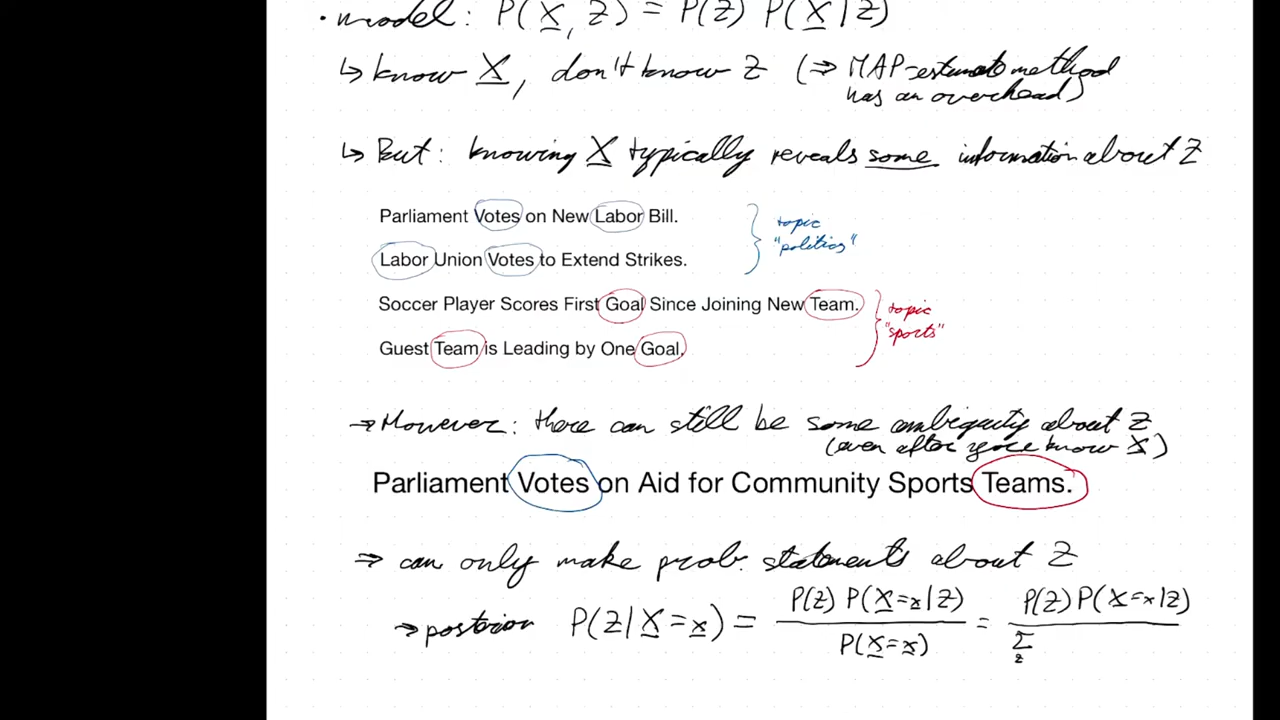 • model: P(X, Z) = P(Z) P(X|Z)
↳ know X, don't know Z (⇒ MAP-estimate method
has an overhead)
↳ But: knowing X typically reveals some information about Z
Parliament Votes on New Labor Bill.
topic
"politics"
Labor Union Votes to Extend Strikes.
Soccer Player Scores First Goal Since Joining New Team.
topic
"sports"
Guest Team is Leading by One Goal.
→ However: there can still be some ambiguity about Z
(even after you know X)
Parliament Votes on Aid for Community Sports Teams.
⇒ can only make prob. statements about Z
→ posterior P(Z|X=x) = P(Z) P(X=x|Z) / P(X=x) = P(Z) P(X=x|Z) / Σ_z